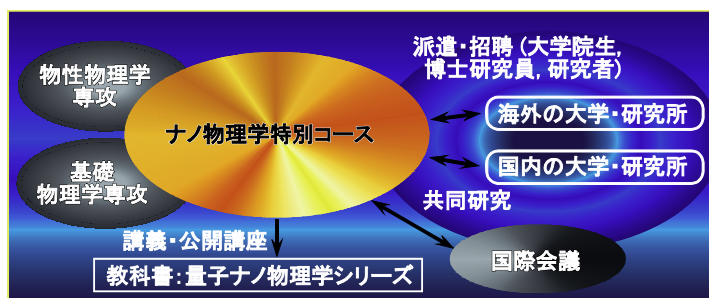 物性物理学
専攻
基礎
物理学専攻
ナノ物理学特別コース
派遣・招聘(大学院生,
博士研究員,研究者)
海外の大学・研究所
国内の大学・研究所
共同研究
国際会議
講義・公開講座
教科書:量子ナノ物理学シリーズ